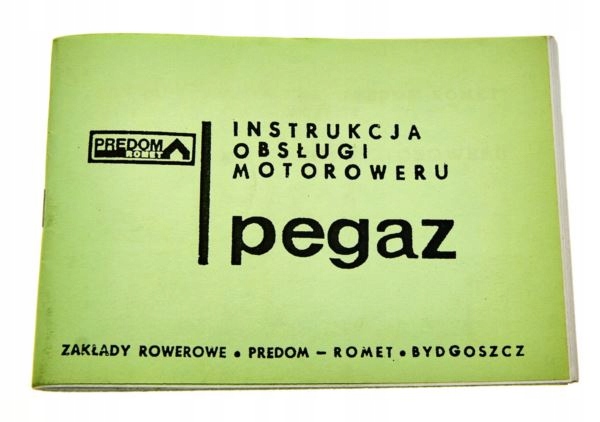 PREDOM
ROMET
INSTRUKCJA
OBSŁUGI
MOTOROWERU
pegaz
ZAKŁADY ROWEROWE • PREDOM – ROMET • BYDGOSZCZ